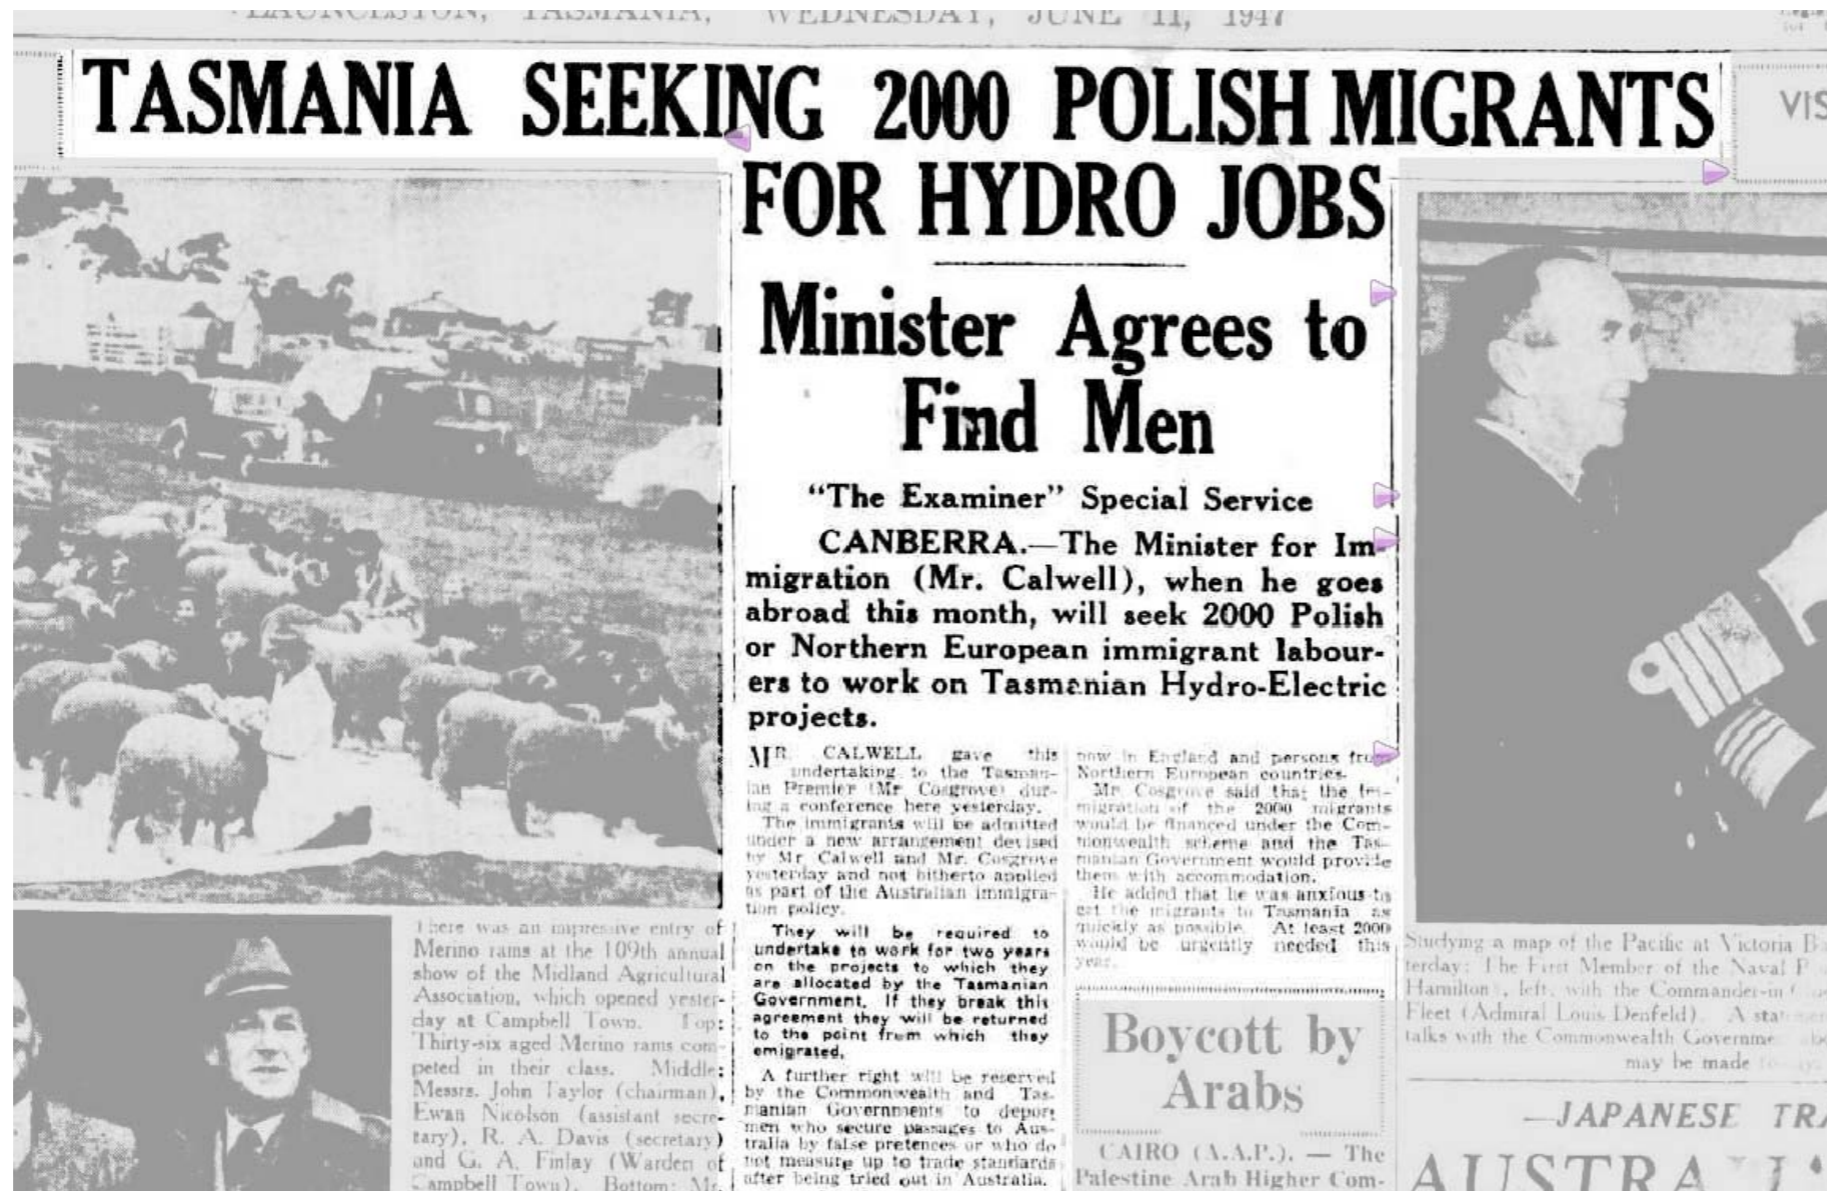 LAUNCESTON, TASMANIA, WEDNESDAY, JUNE 11, 1947
TASMANIA SEEKING 2000 POLISH MIGRANTS
FOR HYDRO JOBS
VIS
Minister Agrees to
Find Men
"The Examiner" Special Service
CANBERRA.—The Minister for Im-
migration (Mr. Calwell), when he goes
abroad this month, will seek 2000 Polish
or Northern European immigrant labour-
ers to work on Tasmanian Hydro-Electric
projects.
MR. CALWELL gave this
undertaking to the Tasman-
ian Premier (Mr Cosgrove) dur-
ing a conference here yesterday.
The immigrants will be admitted
under a new arrangement devised
by Mr Calwell and Mr. Cosgrove
yesterday and not hitherto applied
as part of the Australian immigra-
tion policy.
They will be required to
undertake to work for two years
on the projects to which they
are allocated by the Tasmanian
Government. If they break this
agreement they will be returned
to the point from which they
emigrated.
A further right will be reserved
by the Commonwealth and Tas-
manian Governments to deport
men who secure passages to Aus-
tralia by false pretences or who do
not measure up to trade standards
after being tried out in Australia.
now in England and persons from
Northern European countries.
Mr. Cosgrove said that the im-
migration of the 2000 migrants
would be financed under the Com-
monwealth scheme and the Tas-
manian Government would provide
them with accommodation.
He added that he was anxious to
get the migrants to Tasmania as
quickly as possible. At least 2000
would be urgently needed this
year.
Boycott by
Arabs
CAIRO (A.A.P.). — The
Palestine Arab Higher Com-
There was an impressive entry of
Merino rams at the 109th annual
show of the Midland Agricultural
Association, which opened yester-
day at Campbell Town. Top:
Thirty-six aged Merino rams com-
peted in their class. Middle:
Messrs. John Taylor (chairman),
Ewan Nicolson (assistant secre-
tary), R. A. Davis (secretary)
and G. A. Finlay (Warden of
Campbell Town). Bottom: Mr.
Studying a map of the Pacific at Victoria B
terday: The First Member of the Naval
Hamilton), left, with the Commander-in
Fleet (Admiral Louis Denfeld). A
talks with the Commonwealth
may be made
—JAPANESE TR
AUSTRA